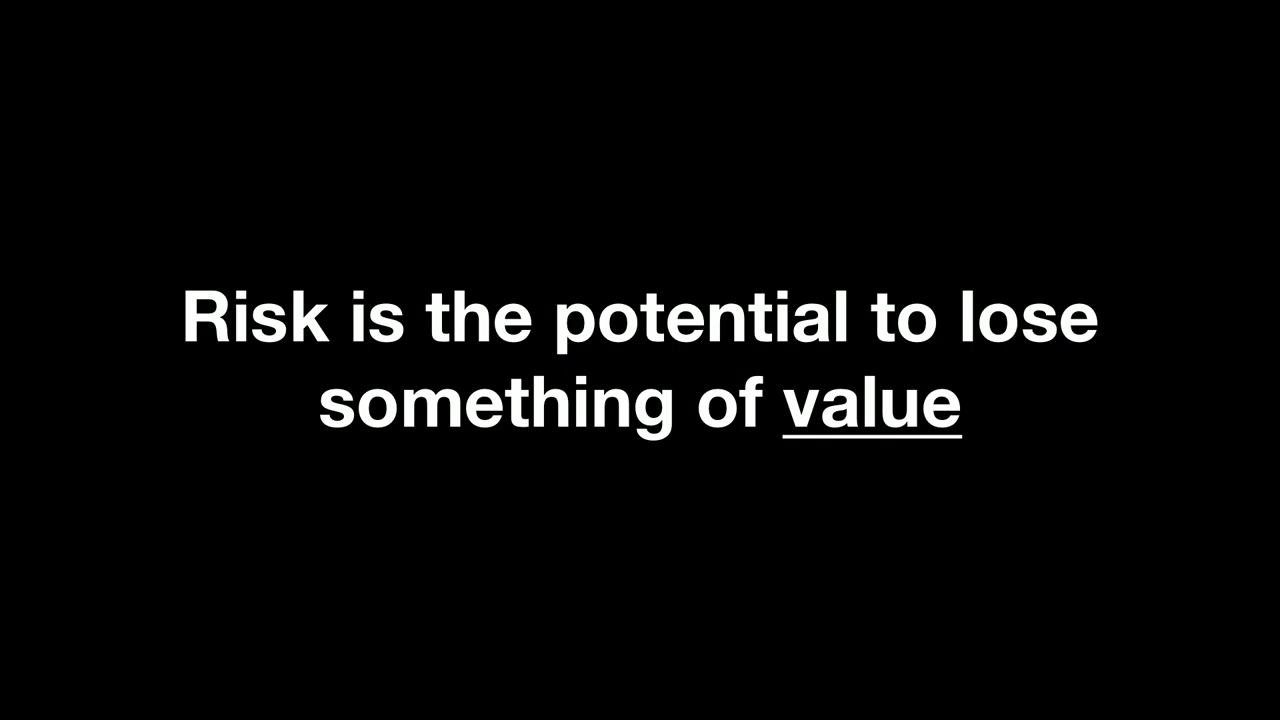 Risk is the potential to lose
something of value